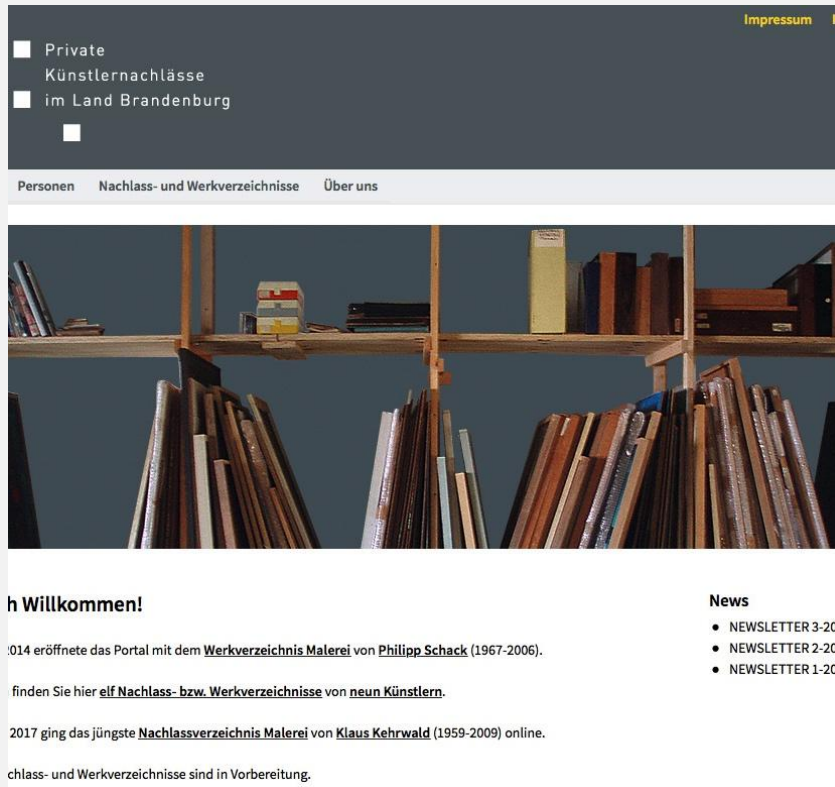 Impressum
Private
Künstlernachlässe
im Land Brandenburg
Personen Nachlass- und Werkverzeichnisse Über uns
h Willkommen!
2014 eröffnete das Portal mit dem Werkverzeichnis Malerei von Philipp Schack (1967-2006).
finden Sie hier elf Nachlass- bzw. Werkverzeichnisse von neun Künstlern.
2017 ging das jüngste Nachlassverzeichnis Malerei von Klaus Kehrwald (1959-2009) online.
chlass- und Werkverzeichnisse sind in Vorbereitung.
News
NEWSLETTER 3-20
NEWSLETTER 2-20
NEWSLETTER 1-20